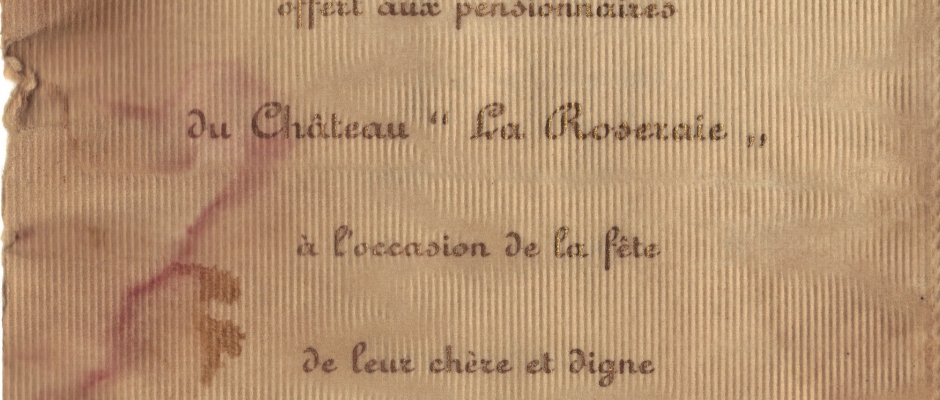 offert aux pensionnaires
du Château “ La Roseraie „
à l'occasion de la fête
de leur chère et digne